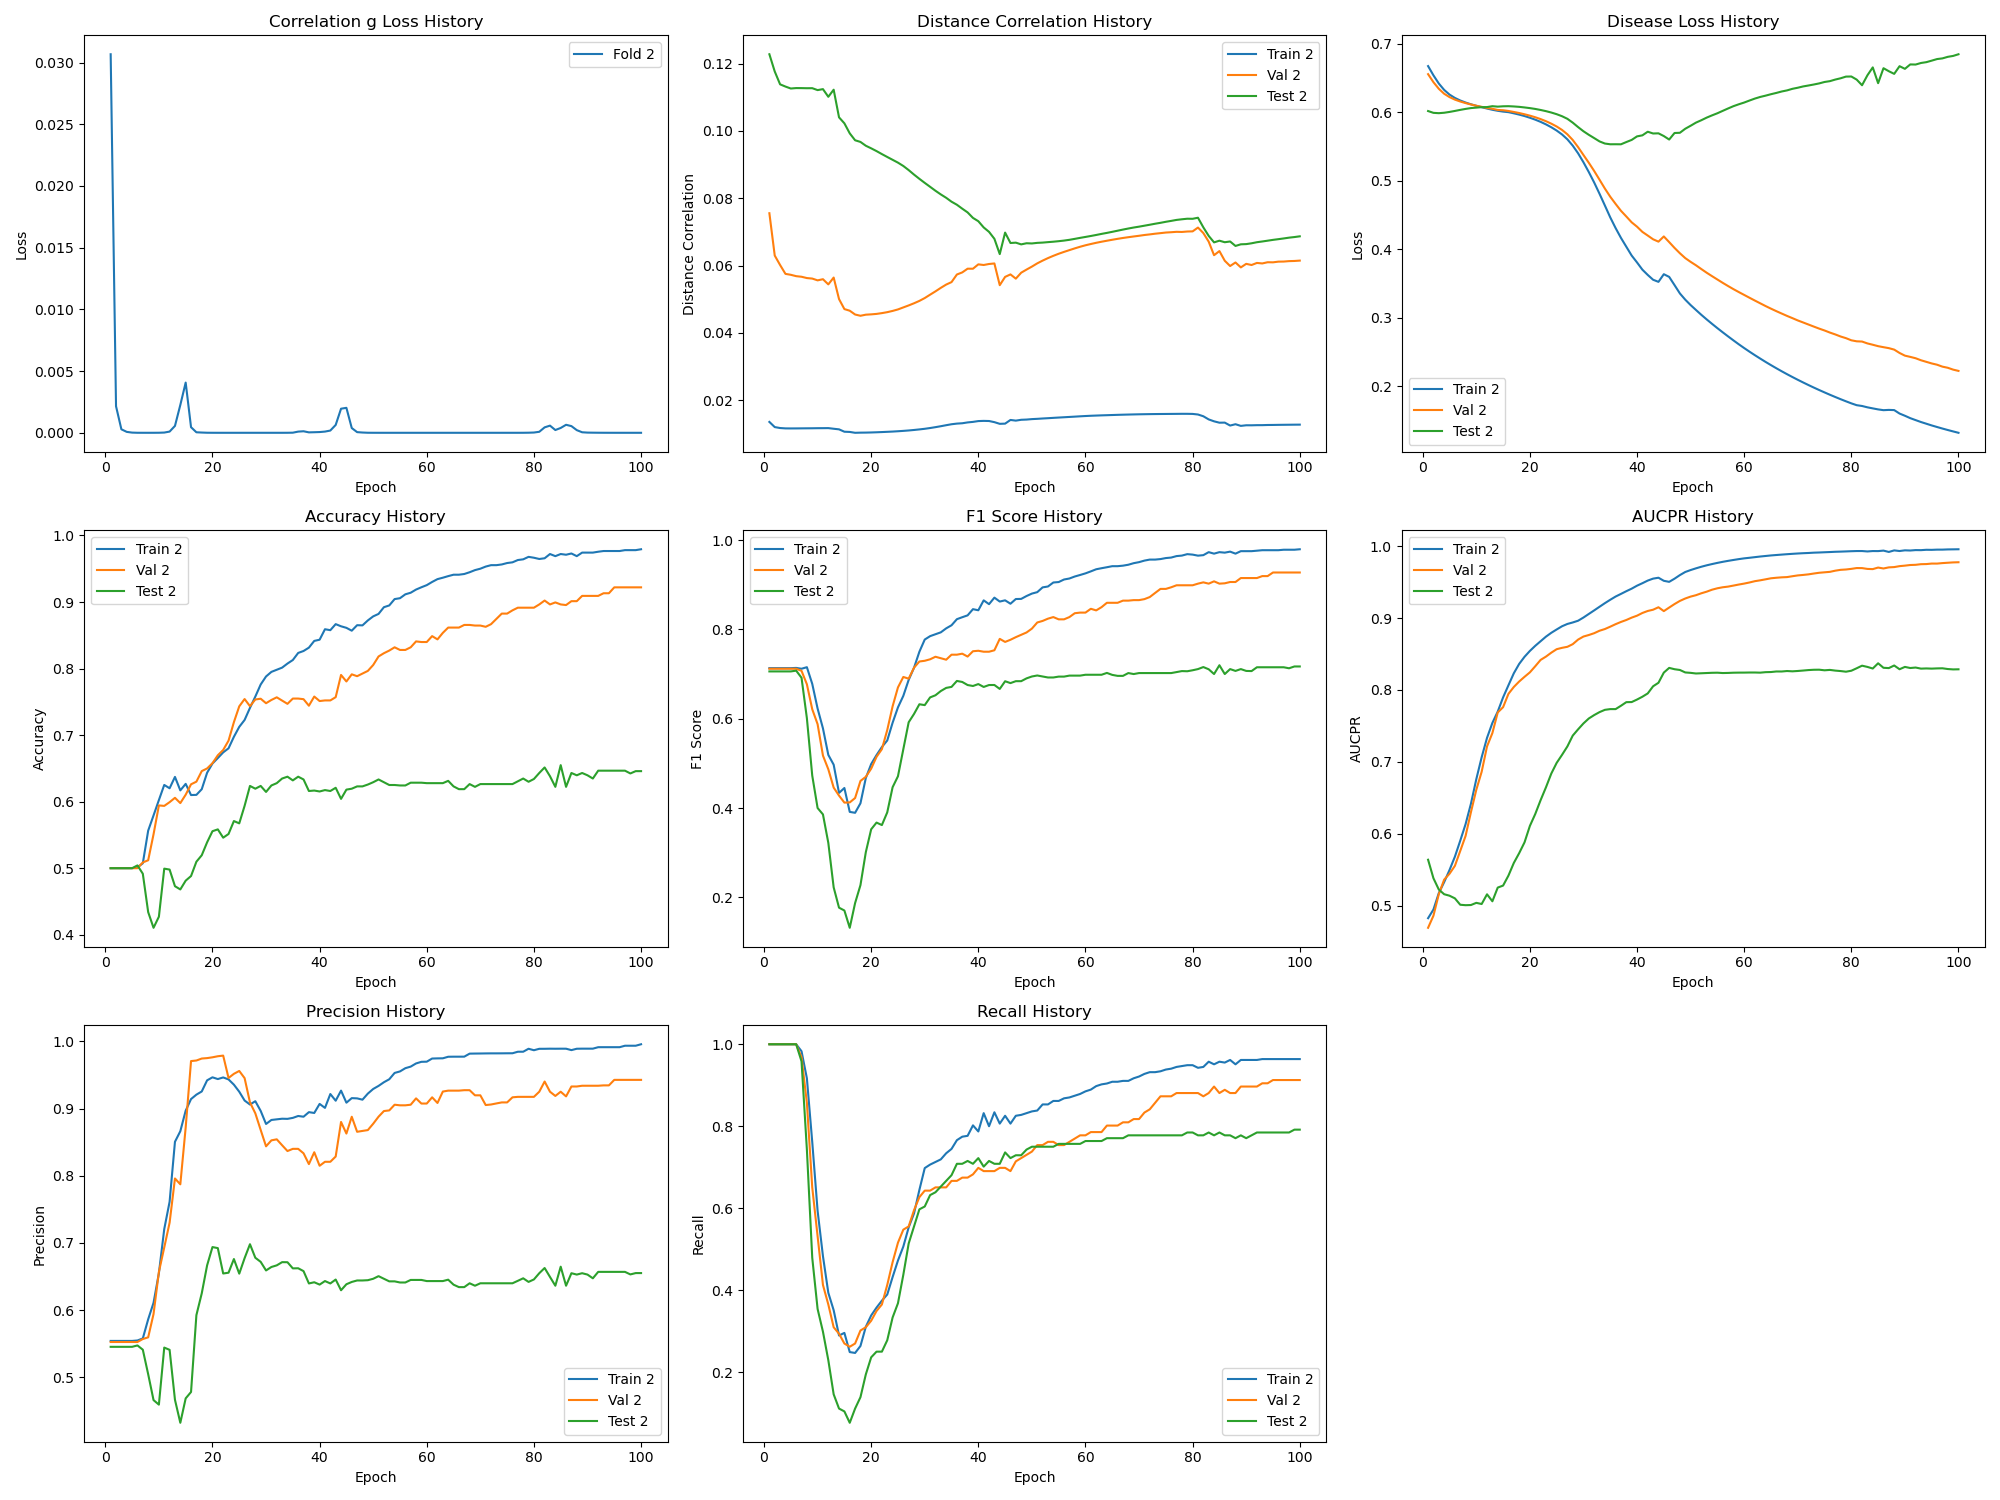 Correlation g Loss History
Fold 2
0.030
0.025
0.020
0.015
0.010
0.005
0.000
Loss
0 20 40 60 80 100
Epoch
Distance Correlation History
Train 2
Val 2
Test 2
0.12
0.10
0.08
0.06
0.04
0.02
Distance Correlation
0 20 40 60 80 100
Epoch
Disease Loss History
0.7
0.6
0.5
0.4
0.3
0.2
Loss
Train 2
Val 2
Test 2
0 20 40 60 80 100
Epoch
Accuracy History
Train 2
Val 2
Test 2
1.0
0.9
0.8
0.7
0.6
0.5
0.4
Accuracy
0 20 40 60 80 100
Epoch
F1 Score History
Train 2
Val 2
Test 2
1.0
0.8
0.6
0.4
0.2
F1 Score
0 20 40 60 80 100
Epoch
AUCPR History
Train 2
Val 2
Test 2
1.0
0.9
0.8
0.7
0.6
0.5
AUCPR
0 20 40 60 80 100
Epoch
Precision History
1.0
0.9
0.8
0.7
0.6
0.5
Precision
Train 2
Val 2
Test 2
0 20 40 60 80 100
Epoch
Recall History
1.0
0.8
0.6
0.4
0.2
Recall
Train 2
Val 2
Test 2
0 20 40 60 80 100
Epoch